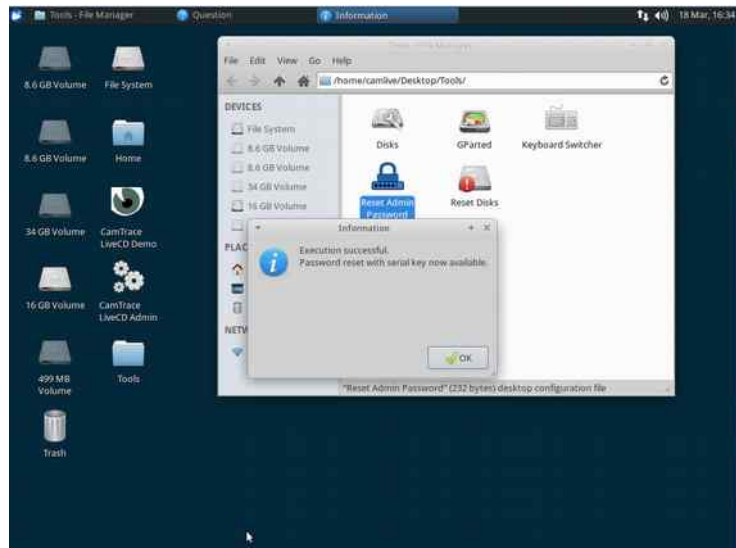 Tools - File Manager
Question
Information
18 Mar, 16:34
8.6 GB Volume
File System
8.6 GB Volume
Home
34 GB Volume
CamTrace
LiveCD Demo
16 GB Volume
CamTrace
LiveCD Admin
499 MB
Volume
Tools
Trash
File Edit View Go Help
/home/camlive/Desktop/Tools/
DEVICES
File System
8.6 GB Volume
8.6 GB Volume
34 GB Volume
16 GB Volume
PLAC
NETW
Disks
GParted
Keyboard Switcher
Reset Admin
Password
Reset Disks
Information
Execution successful.
Password reset with serial key now available.
OK
"Reset Admin Password" (232 bytes) desktop configuration file